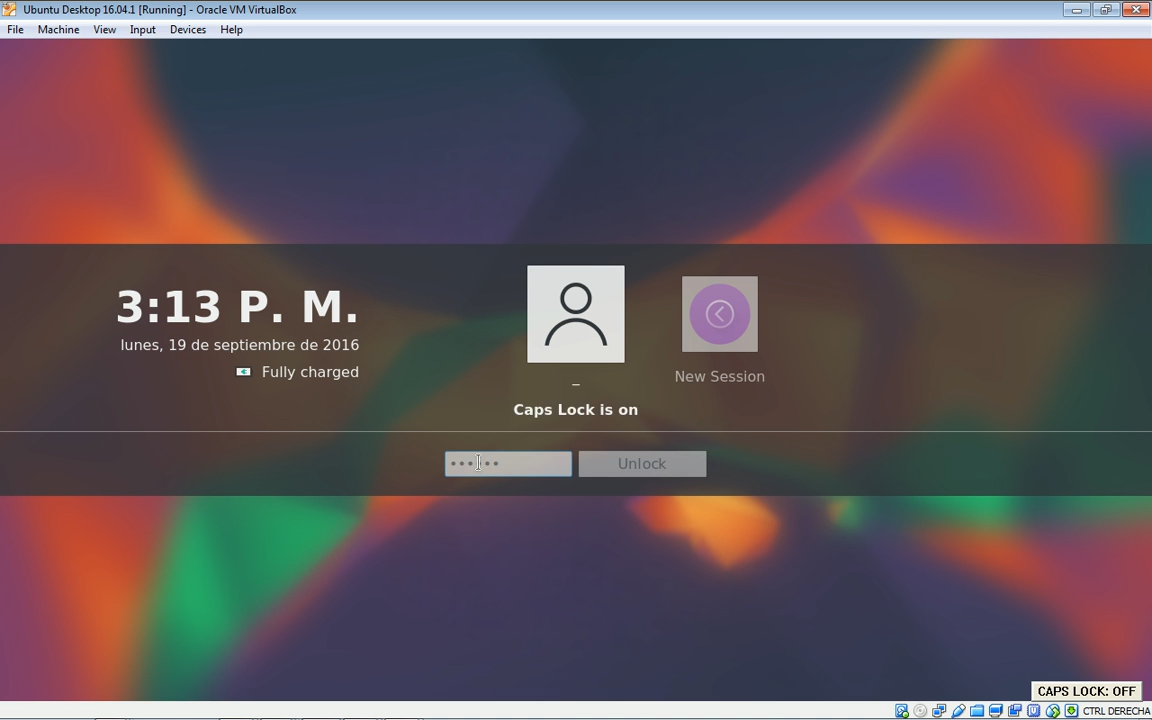 Ubuntu Desktop 16.04.1 [Running] - Oracle VM VirtualBox
File Machine View Input Devices Help
3:13 P. M.
lunes, 19 de septiembre de 2016
Fully charged
_
New Session
Caps Lock is on
Unlock
CAPS LOCK: OFF
CTRL DERECHA